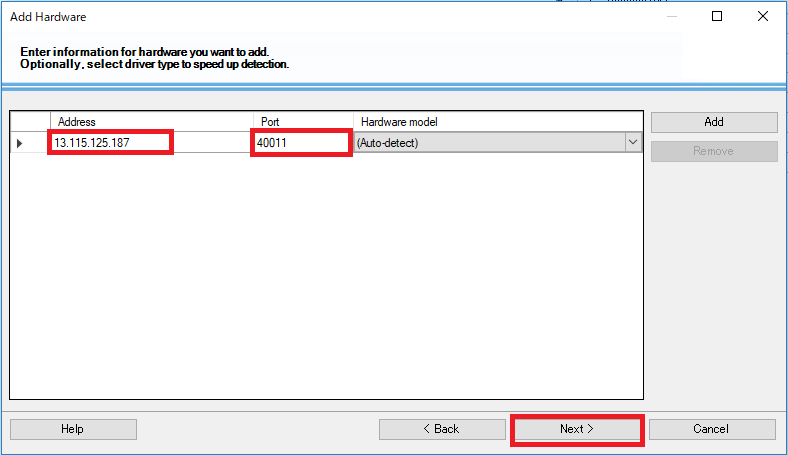 Add Hardware
Enter information for hardware you want to add.
Optionally, select driver type to speed up detection.
Address Port Hardware model
13.115.125.187 40011 (Auto-detect)
Add
Remove
Help < Back Next > Cancel